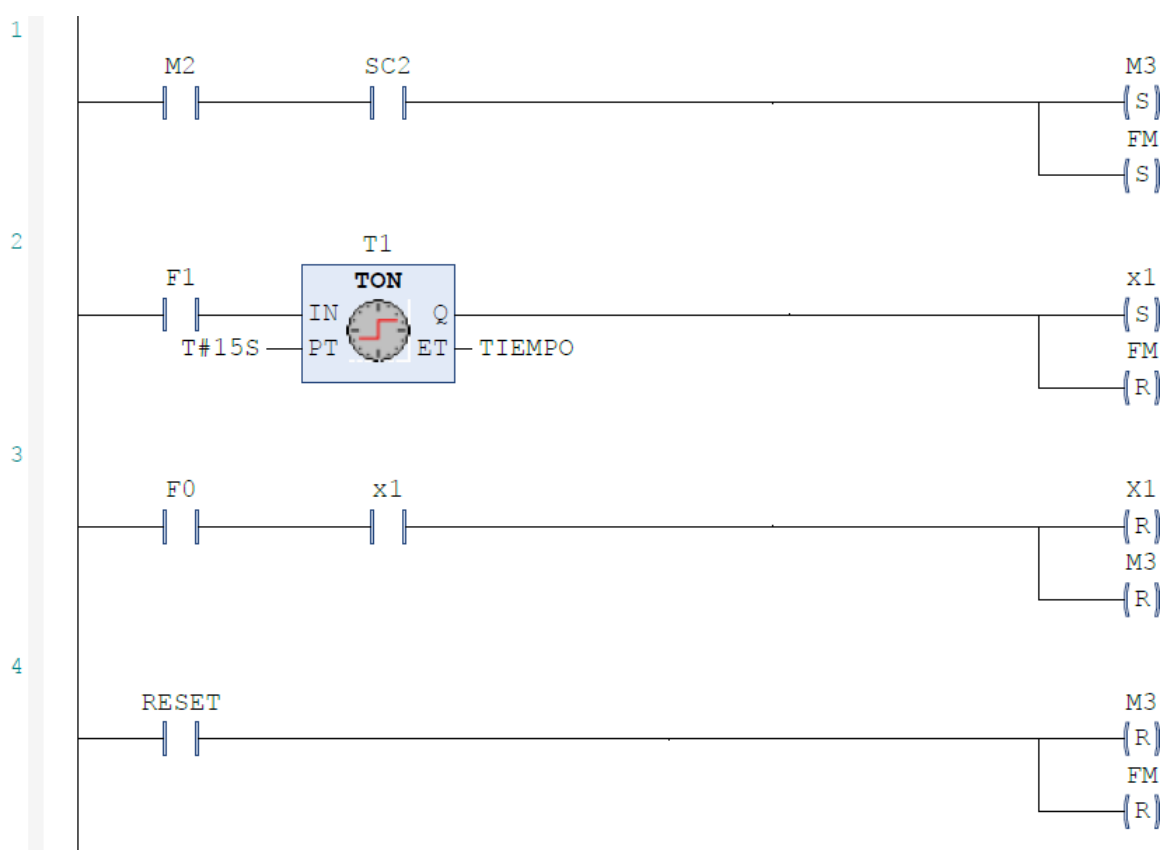 1
M2 SC2 M3
S
FM
S
2
T1
F1 TON x1
IN Q S
T#15S PT ET TIEMPO FM
R
3
F0 x1 X1
R
M3
R
4
RESET M3
R
FM
R